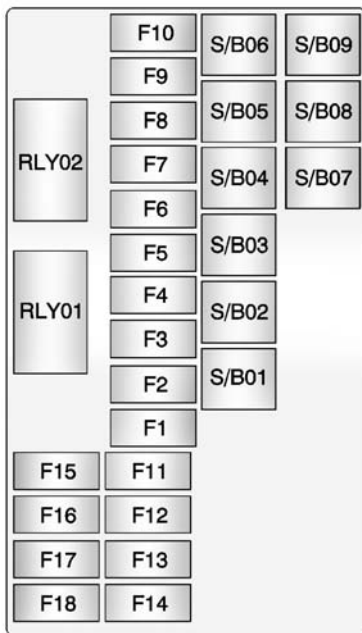 F10 S/B06 S/B09
F9
F8 S/B05 S/B08
RLY02 F7 S/B04 S/B07
F6
F5 S/B03
RLY01 F4 S/B02
F3
F2 S/B01
F1
F15 F11
F16 F12
F17 F13
F18 F14